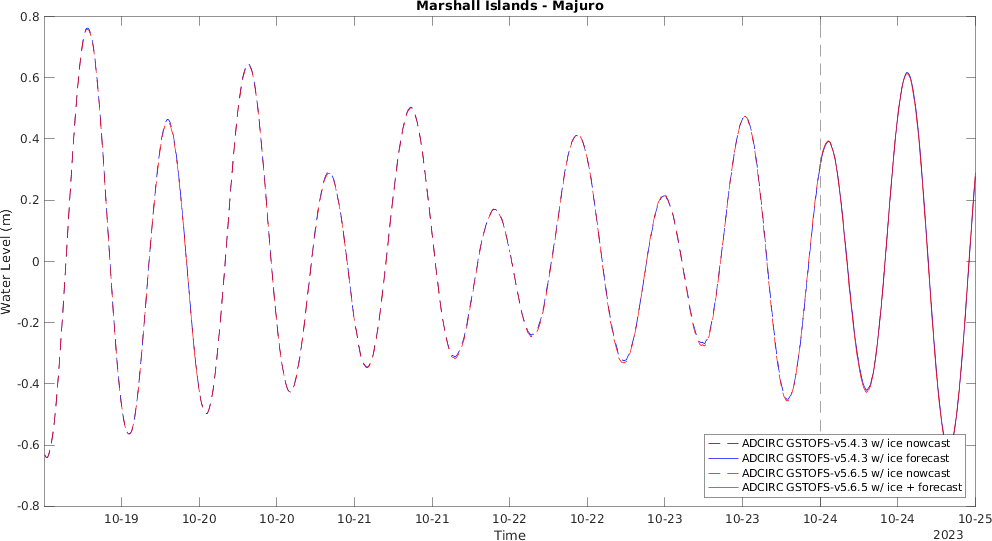 Marshall Islands - Majuro
0.8
0.6
0.4
0.2
0
-0.2
-0.4
-0.6
-0.8
Water Level (m)
ADCIRC GSTOFS-v5.4.3 w/ ice nowcast
ADCIRC GSTOFS-v5.4.3 w/ ice forecast
ADCIRC GSTOFS-v5.6.5 w/ ice nowcast
ADCIRC GSTOFS-v5.6.5 w/ ice + forecast
10-19 10-20 10-20 10-21 10-21 10-22 10-22 10-23 10-23 10-24 10-24 10-25
Time
2023